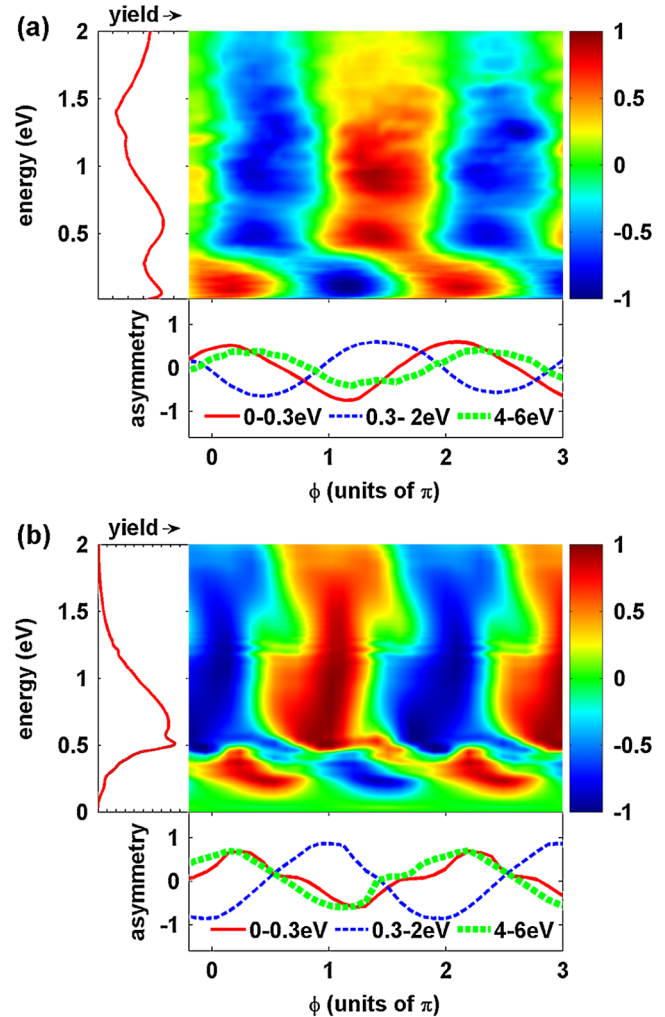 yield →
(a)
2
1.5
1
0.5
energy (eV)
1
0.5
0
-0.5
-1
1
0
-1
asymmetry
0-0.3eV 0.3- 2eV 4-6eV
0 1 2 3
ϕ (units of π)
yield →
(b)
2
1.5
1
0.5
0
energy (eV)
1
0.5
0
-0.5
-1
1
0
-1
asymmetry
0-0.3eV 0.3-2eV 4-6eV
0 1 2 3
ϕ (units of π)